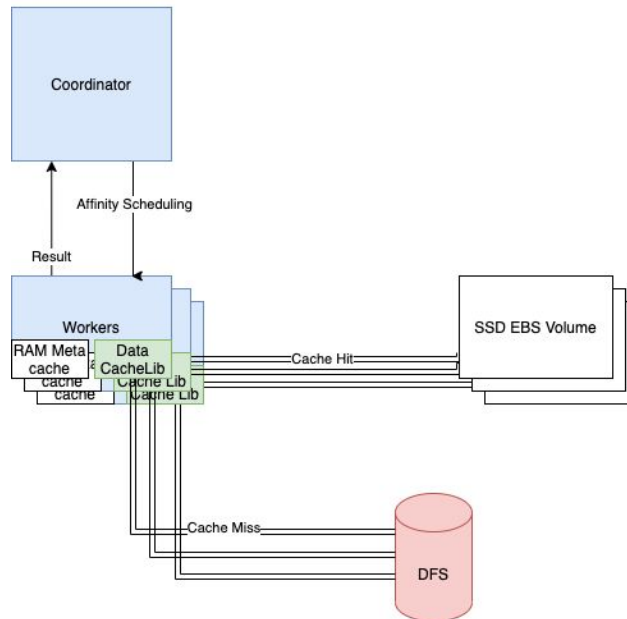 Coordinator
Affinity Scheduling
Result
Workers
RAM Meta
cache
Data
CacheLib
Cache Hit
SSD EBS Volume
cache
Cache Lib
cache
Cache Lib
Cache Miss
DFS